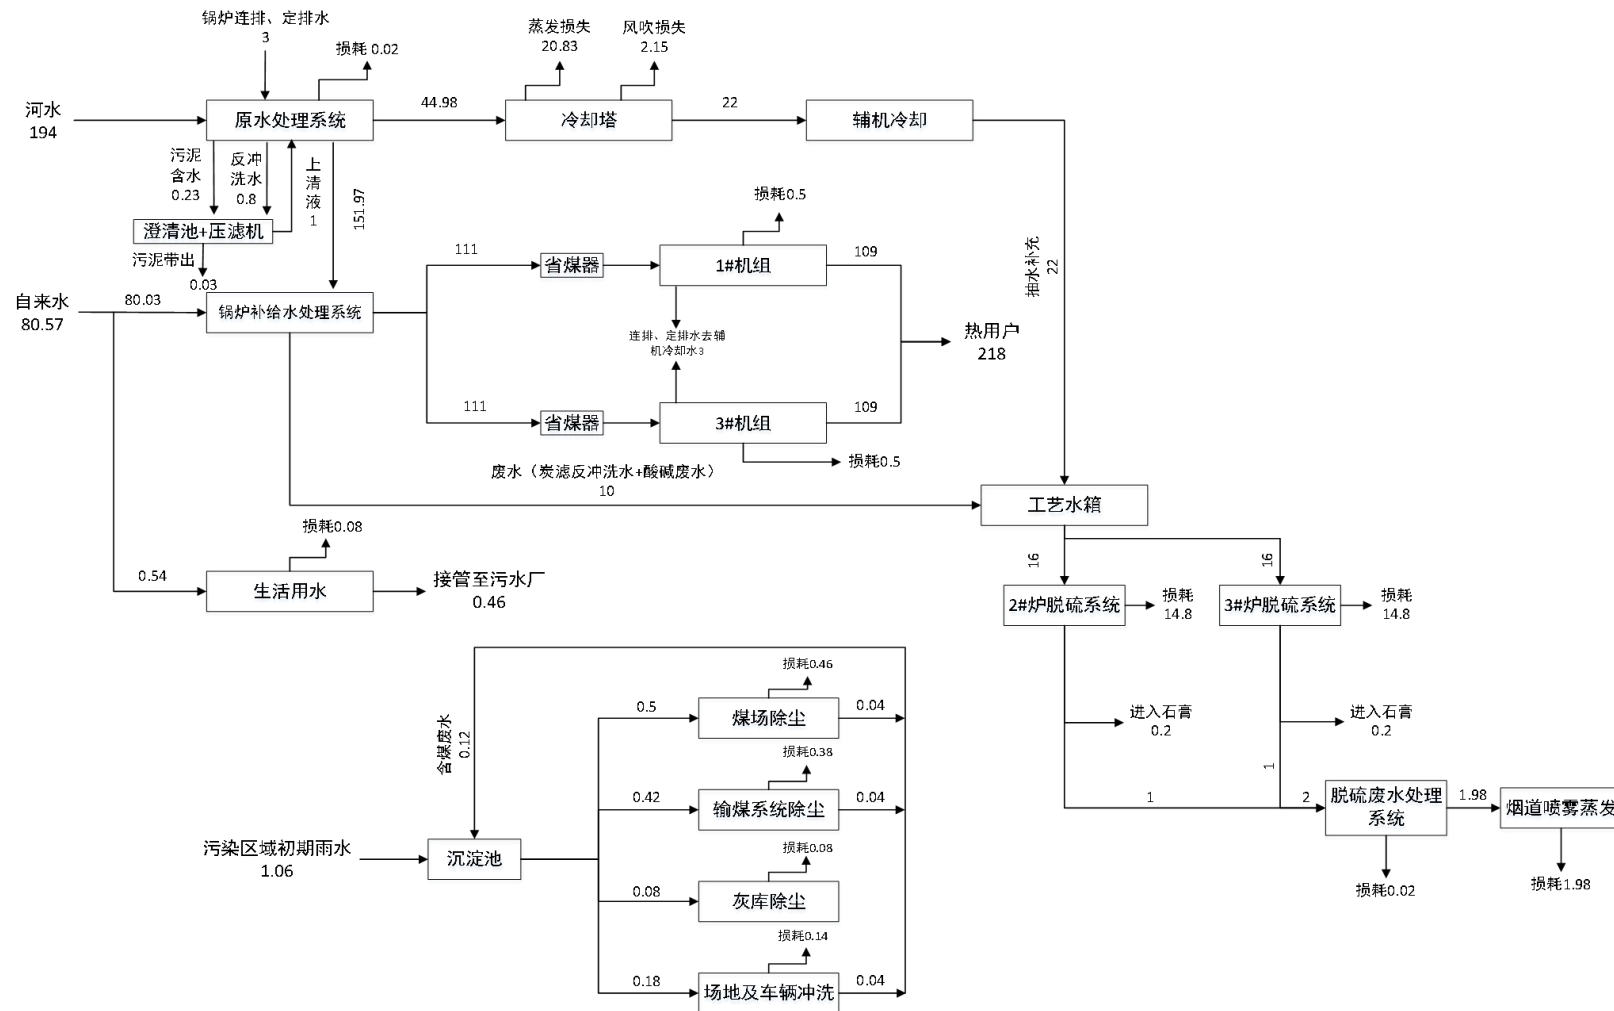 锅炉连排、定排水
3
损耗 0.02
蒸发损失
20.83
风吹损失
2.15
河水
194
原水处理系统
44.98
冷却塔
22
辅机冷却
污泥
含水
0.23
反冲
洗水
0.8
上清液
1
151.97
澄清池+压滤机
污泥带出
0.03
自来水
80.57
80.03
锅炉补给水处理系统
111
省煤器
损耗0.5
1#机组
109
连排、定排水去辅
机冷却水3
热用户
218
111
省煤器
3#机组
109
损耗0.5
抽水补充
22
废水（炭滤反冲洗水+酸碱废水）
10
工艺水箱
损耗0.08
0.54
生活用水
接管至污水厂
0.46
16
16
2#炉脱硫系统
损耗
14.8
3#炉脱硫系统
损耗
14.8
进入石膏
0.2
进入石膏
0.2
1
1
2
脱硫废水处理
系统
1.98
烟道喷雾蒸发
损耗0.02
损耗1.98
含煤废水
0.12
损耗0.46
0.5
煤场除尘
0.04
损耗0.38
0.42
输煤系统除尘
0.04
污染区域初期雨水
1.06
沉淀池
损耗0.08
0.08
灰库除尘
损耗0.14
0.18
场地及车辆冲洗
0.04